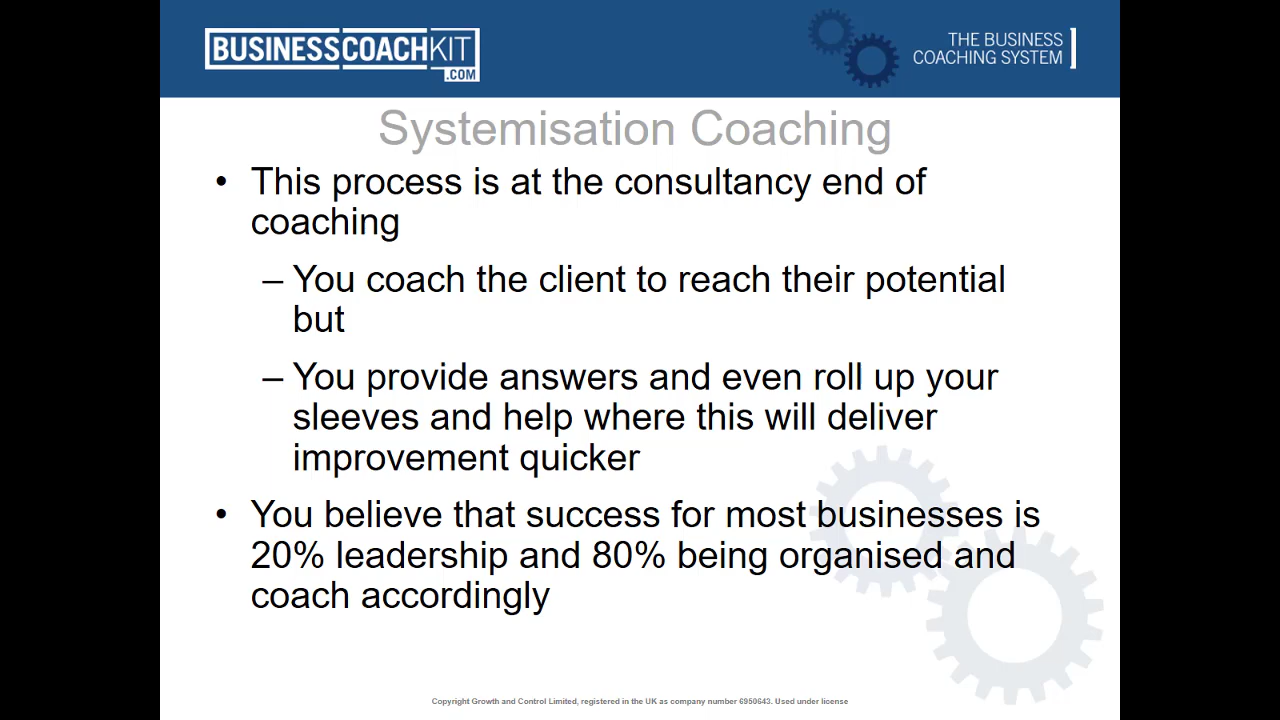 BUSINESSCOACHKIT
.COM
THE BUSINESS
COACHING SYSTEM
Systemisation Coaching
• This process is at the consultancy end of
coaching
– You coach the client to reach their potential
but
– You provide answers and even roll up your
sleeves and help where this will deliver
improvement quicker
• You believe that success for most businesses is
20% leadership and 80% being organised and
coach accordingly
Copyright Growth and Control Limited, registered in the UK as company number 6950643. Used under license